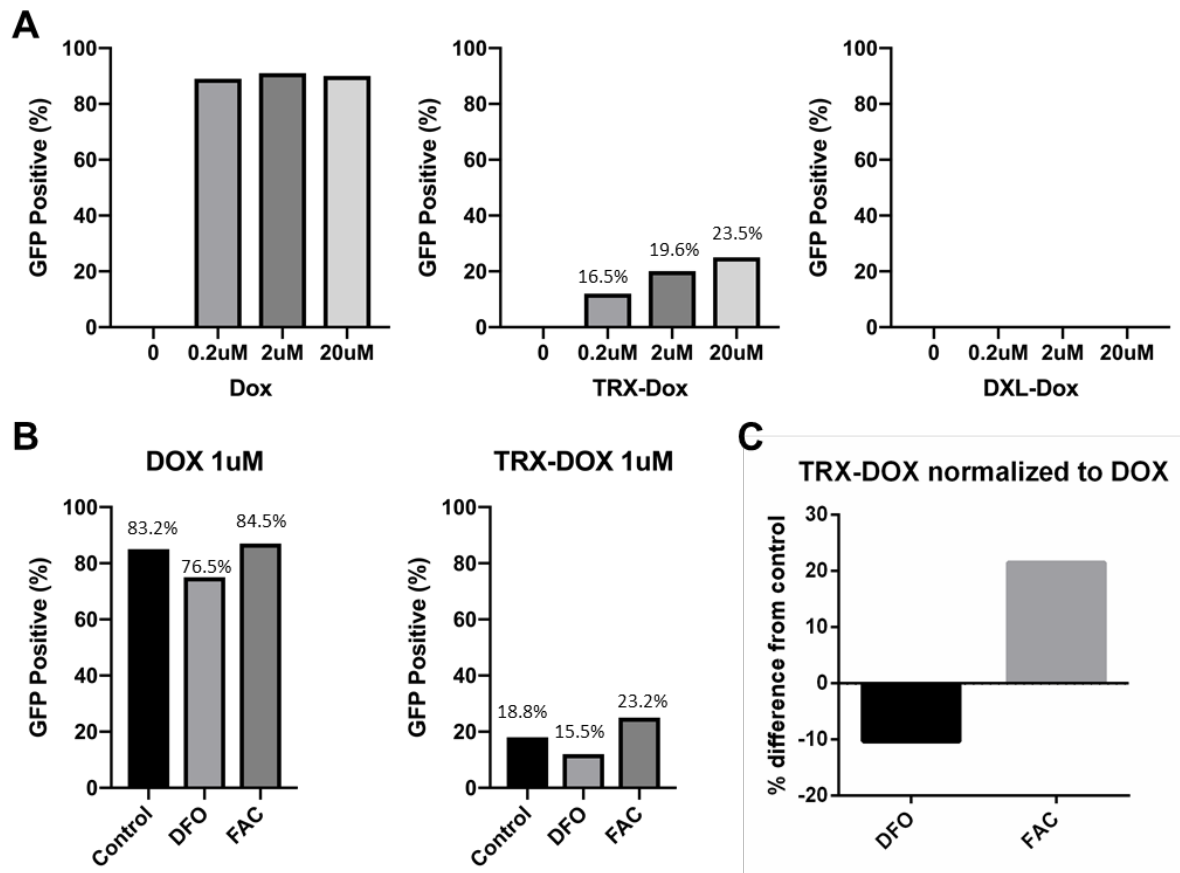 A
GFP Positive (%)
100
80
60
40
20
0
0 0.2uM 2uM 20uM
Dox
GFP Positive (%)
100
80
60
40
20
0
16.5% 19.6% 23.5%
0 0.2uM 2uM 20uM
TRX-Dox
GFP Positive (%)
100
80
60
40
20
0
0 0.2uM 2uM 20uM
DXL-Dox
B
DOX 1uM
GFP Positive (%)
100
80
60
40
20
0
83.2% 76.5% 84.5%
Control DFO FAC
TRX-DOX 1uM
GFP Positive (%)
100
80
60
40
20
0
18.8% 15.5% 23.2%
Control DFO FAC
C
TRX-DOX normalized to DOX
% difference from control
30
20
10
0
-10
-20
DFO FAC